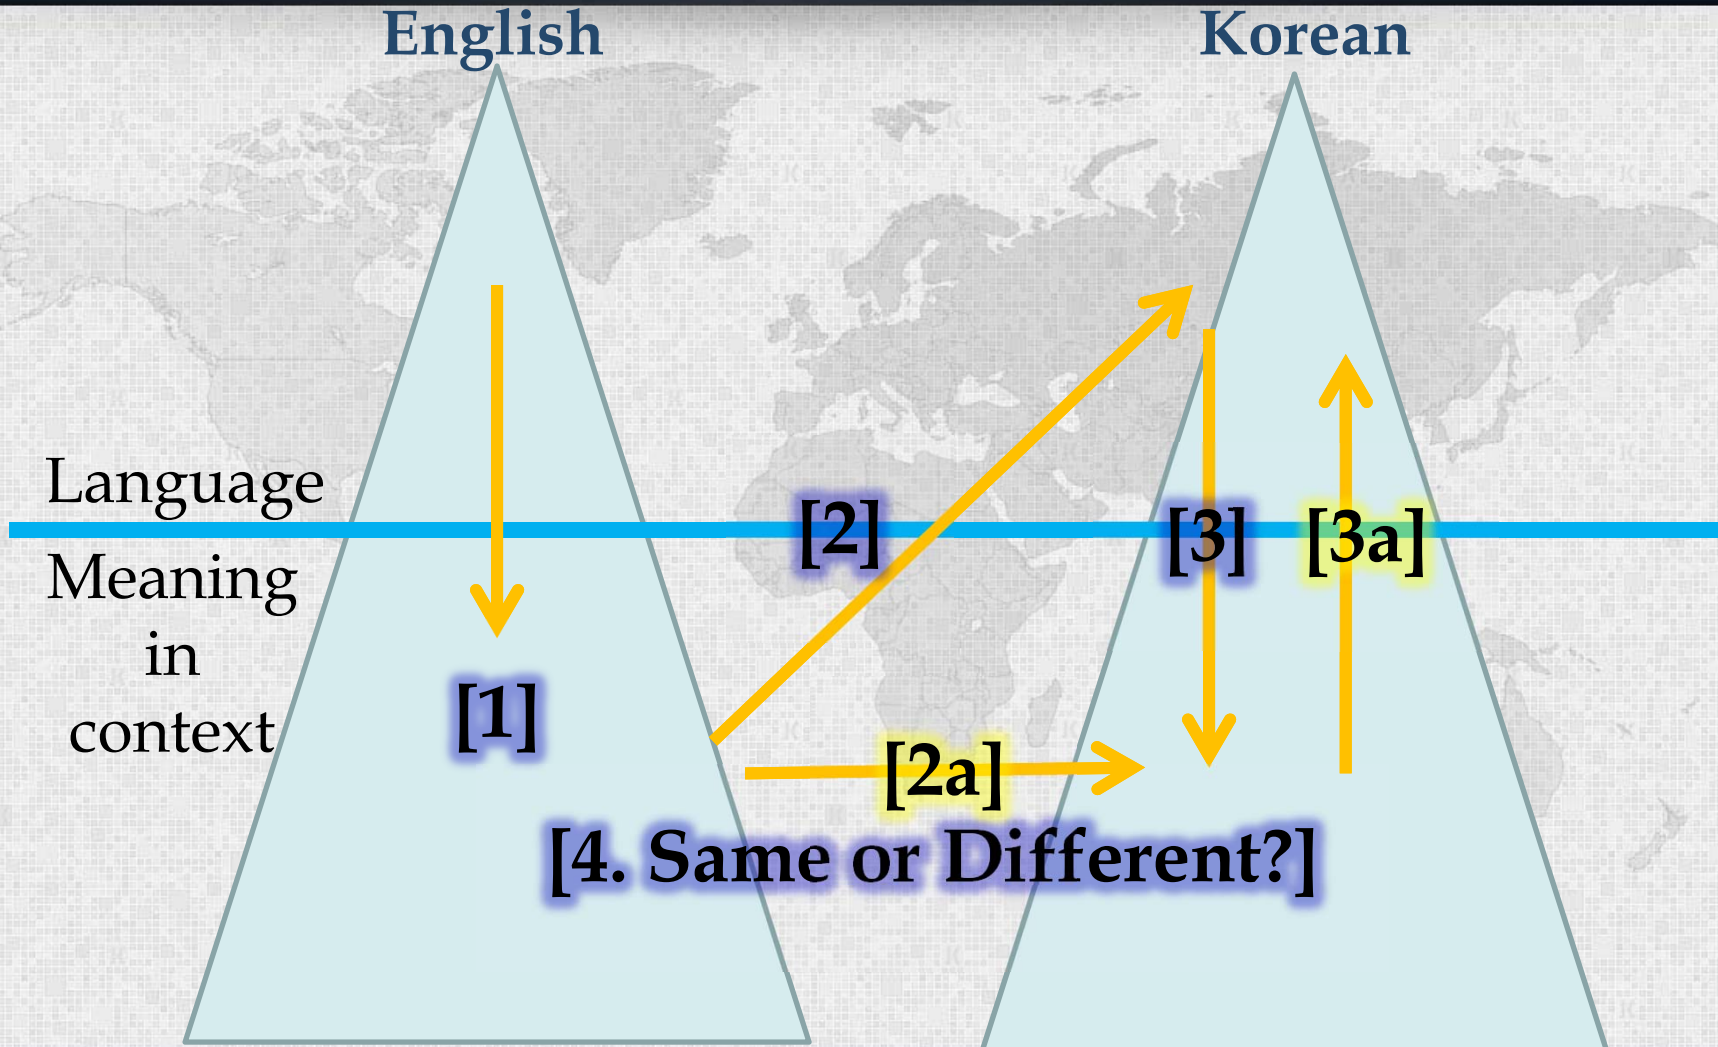 English
Korean
Language
Meaning
in
context
[1]
[2]
[3]
[3a]
[2a]
[4. Same or Different?]